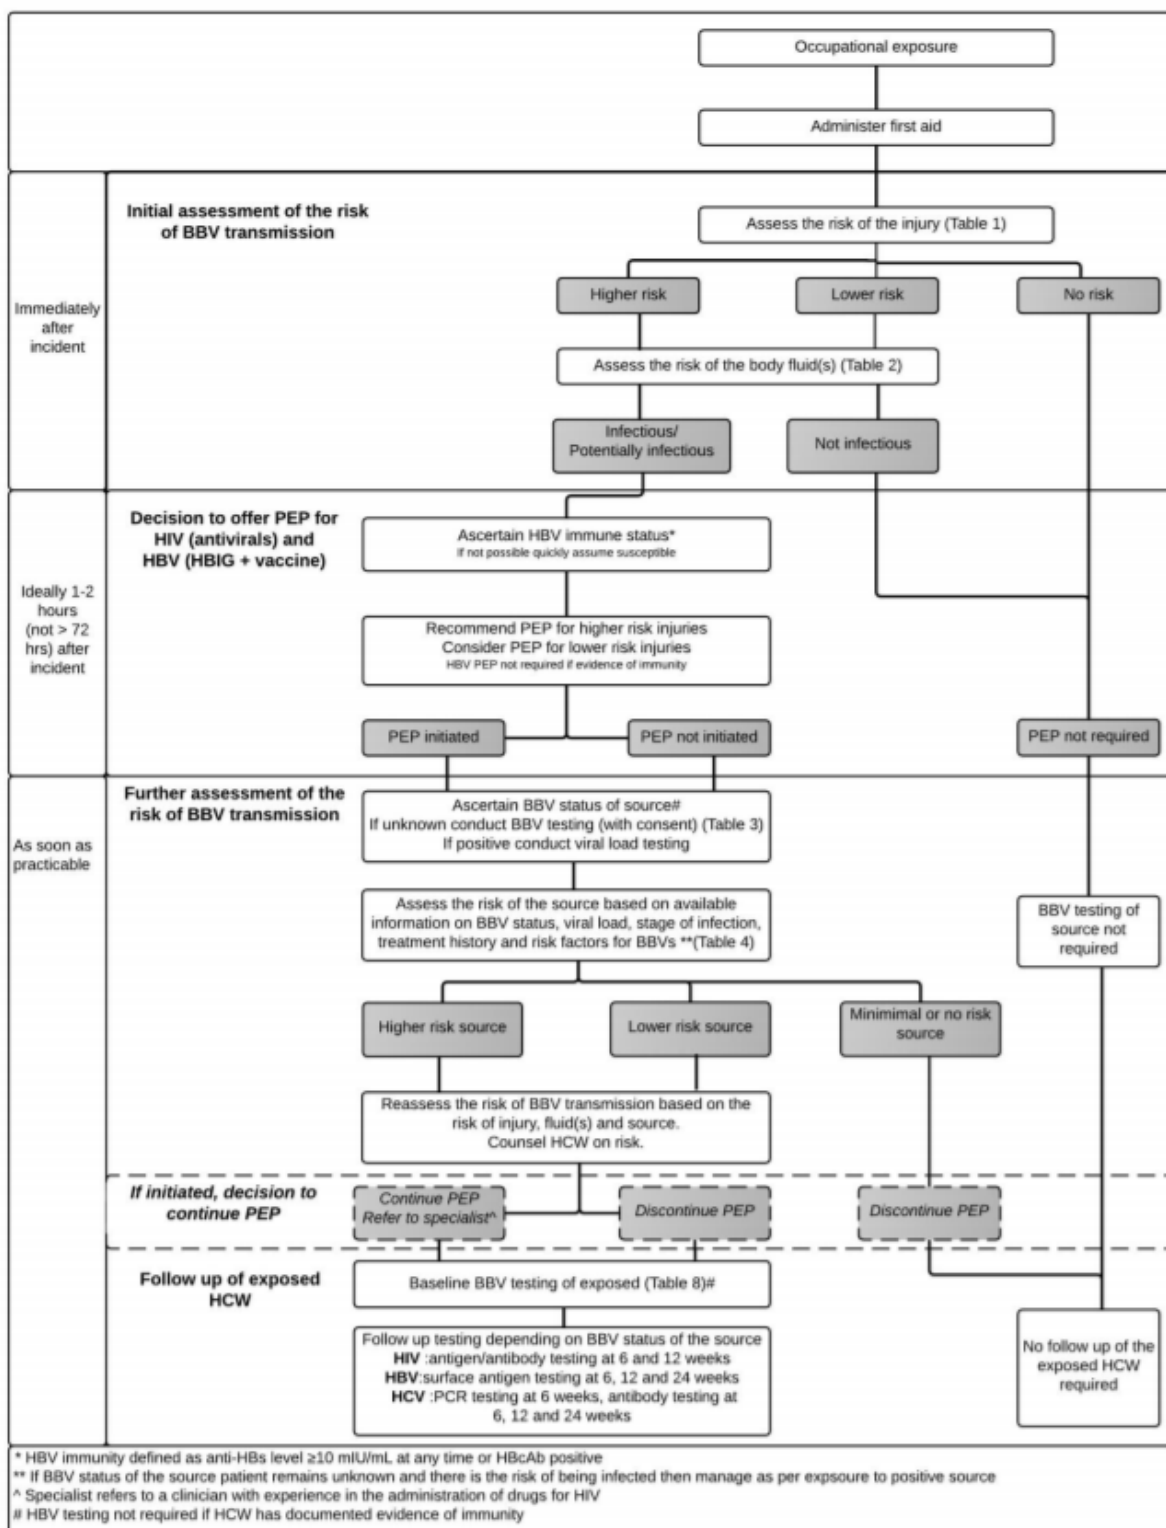 Occupational exposure
Administer first aid
Immediately
after
incident
Initial assessment of the risk
of BBV transmission
Assess the risk of the injury (Table 1)
Higher risk
Lower risk
No risk
Assess the risk of the body fluid(s) (Table 2)
Infectious/
Potentially infectious
Not infectious
Ideally 1-2
hours
(not > 72
hrs) after
incident
Decision to offer PEP for
HIV (antivirals) and
HBV (HBIG + vaccine)
Ascertain HBV immune status*
If not possible quickly assume susceptible
Recommend PEP for higher risk injuries
Consider PEP for lower risk injuries
HBV PEP not required if evidence of immunity
PEP initiated
PEP not initiated
PEP not required
As soon as
practicable
Further assessment of the
risk of BBV transmission
Ascertain BBV status of source#
If unknown conduct BBV testing (with consent) (Table 3)
If positive conduct viral load testing
Assess the risk of the source based on available
information on BBV status, viral load, stage of infection,
treatment history and risk factors for BBVs **(Table 4)
BBV testing of
source not
required
Higher risk source
Lower risk source
Minimimal or no risk
source
Reassess the risk of BBV transmission based on the
risk of injury, fluid(s) and source.
Counsel HCW on risk.
If initiated, decision to
continue PEP
Continue PEP
Refer to specialist^
Discontinue PEP
Discontinue PEP
Follow up of exposed
HCW
Baseline BBV testing of exposed (Table 8)#
Follow up testing depending on BBV status of the source
HIV :antigen/antibody testing at 6 and 12 weeks
HBV:surface antigen testing at 6, 12 and 24 weeks
HCV :PCR testing at 6 weeks, antibody testing at
6, 12 and 24 weeks
No follow up of the
exposed HCW
required
* HBV immunity defined as anti-HBs level ≥10 mIU/mL at any time or HBcAb positive
** If BBV status of the source patient remains unknown and there is the risk of being infected then manage as per expsoure to positive source
^ Specialist refers to a clinician with experience in the administration of drugs for HIV
# HBV testing not required if HCW has documented evidence of immunity